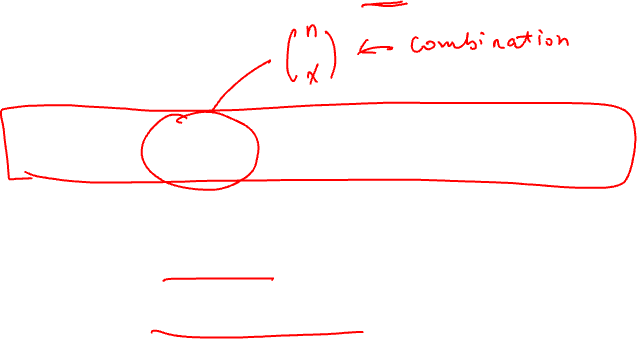 (n
x) ← combination